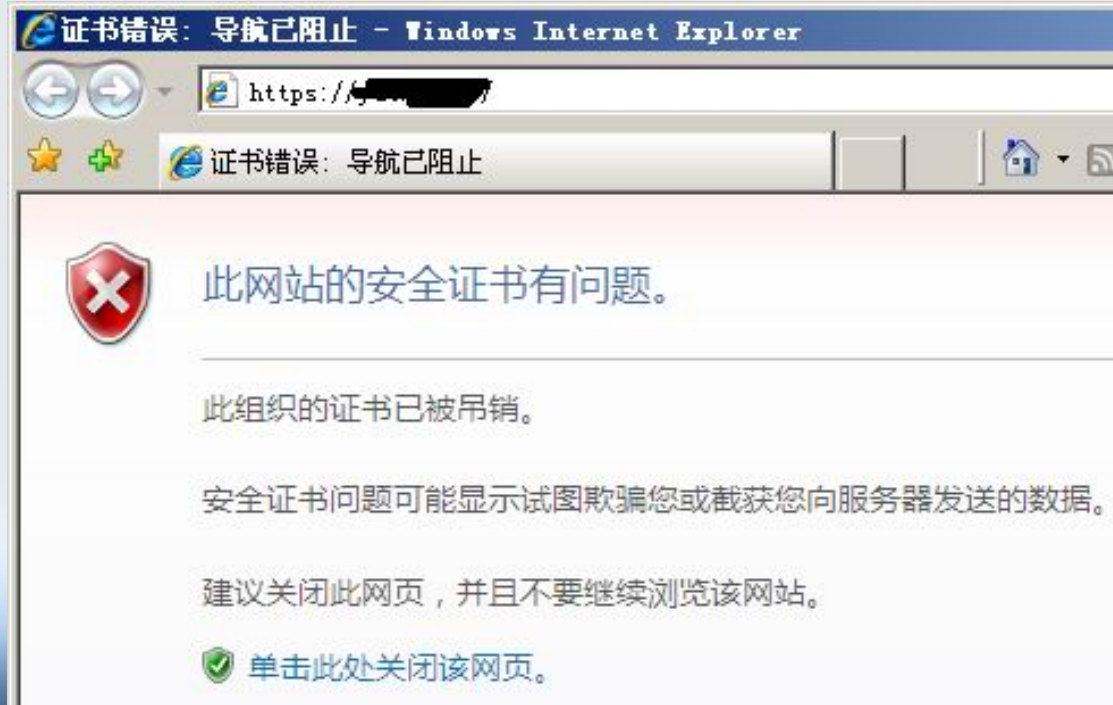 证书错误: 导航已阻止 - Windows Internet Explorer
https://
证书错误: 导航已阻止
此网站的安全证书有问题。
此组织的证书已被吊销。
安全证书问题可能显示试图欺骗您或截获您向服务器发送的数据。
建议关闭此网页，并且不要继续浏览该网站。
单击此处关闭该网页。